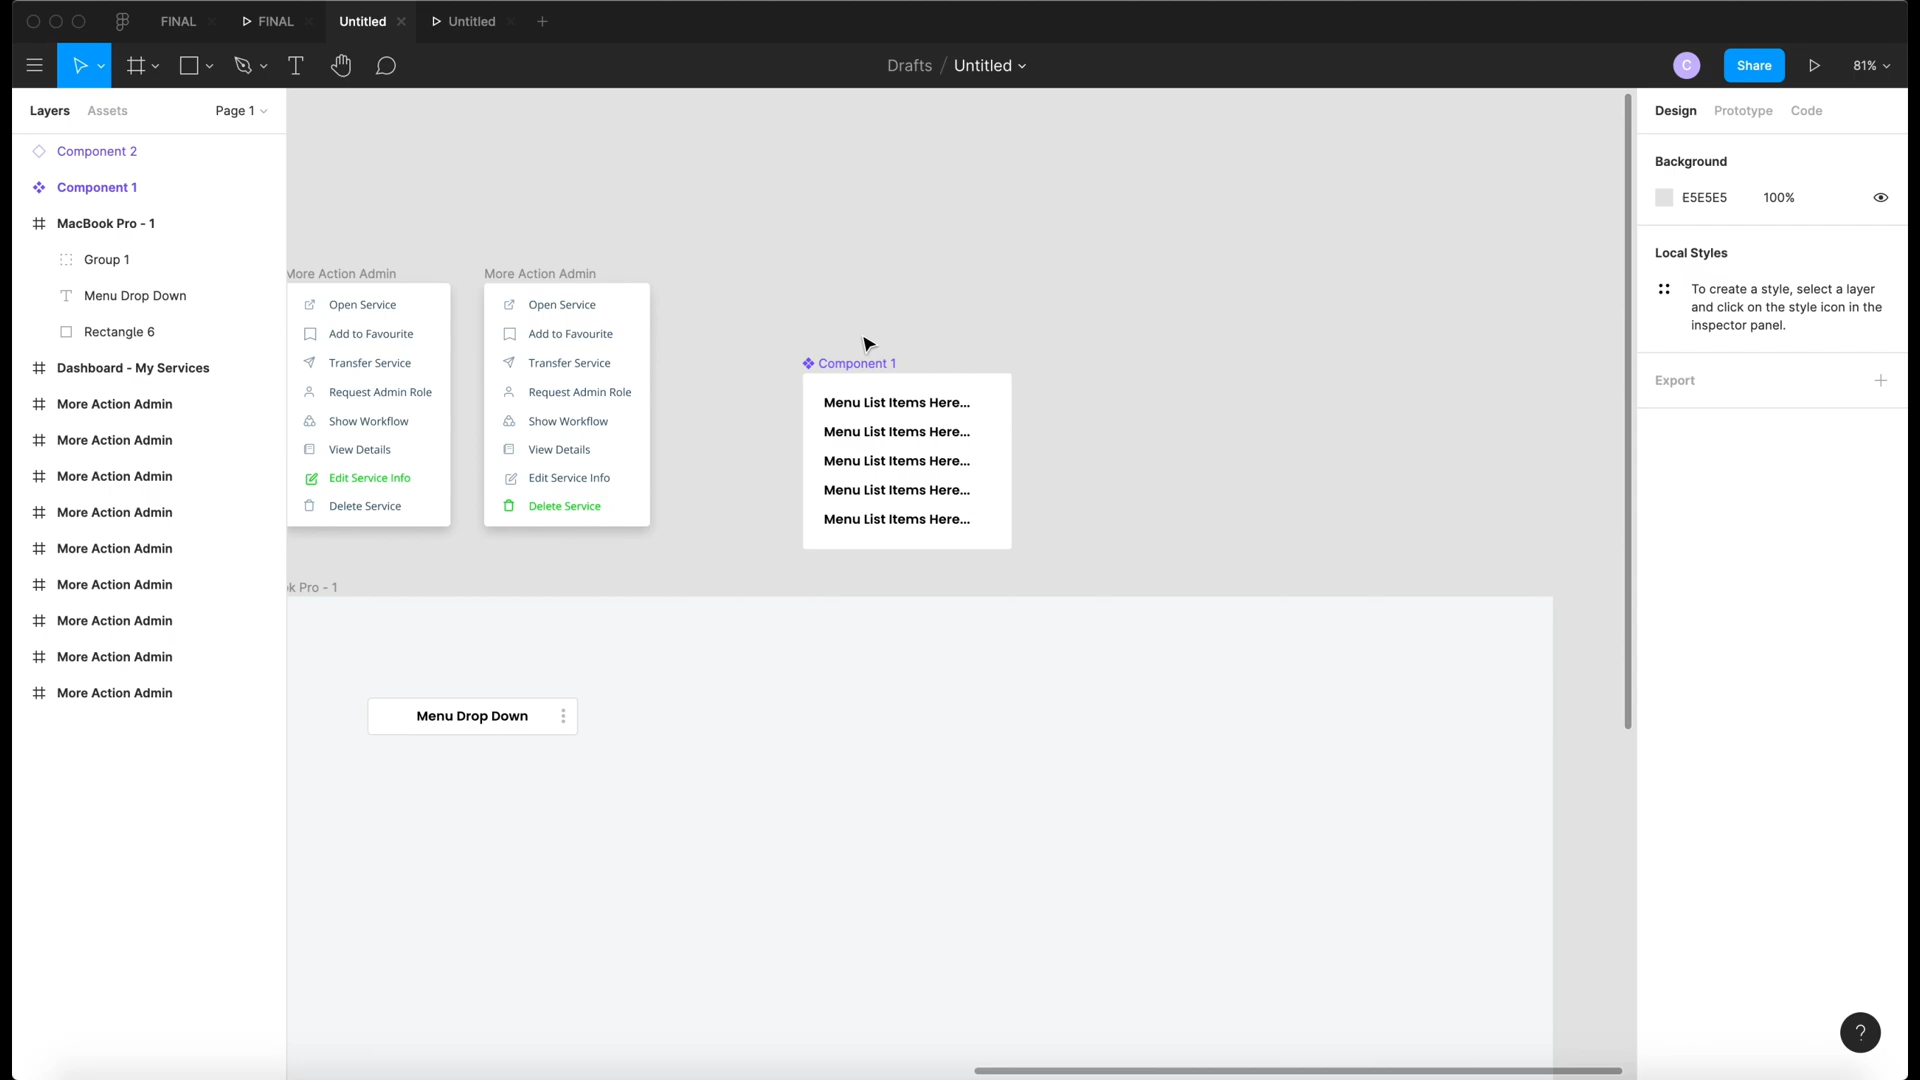 FINAL
FINAL
Untitled
Untitled
Drafts / Untitled
C
Share
81%
Layers
Assets
Page 1
Component 2
Component 1
MacBook Pro - 1
Group 1
Menu Drop Down
Rectangle 6
Dashboard - My Services
More Action Admin
More Action Admin
More Action Admin
More Action Admin
More Action Admin
More Action Admin
More Action Admin
More Action Admin
More Action Admin
More Action Admin
Open Service
Add to Favourite
Transfer Service
Request Admin Role
Show Workflow
View Details
Edit Service Info
Delete Service
More Action Admin
Open Service
Add to Favourite
Transfer Service
Request Admin Role
Show Workflow
View Details
Edit Service Info
Delete Service
Component 1
Menu List Items Here...
Menu List Items Here...
Menu List Items Here...
Menu List Items Here...
Menu List Items Here...
k Pro - 1
Menu Drop Down
Design
Prototype
Code
Background
E5E5E5
100%
Local Styles
To create a style, select a layer
and click on the style icon in the
inspector panel.
Export
?